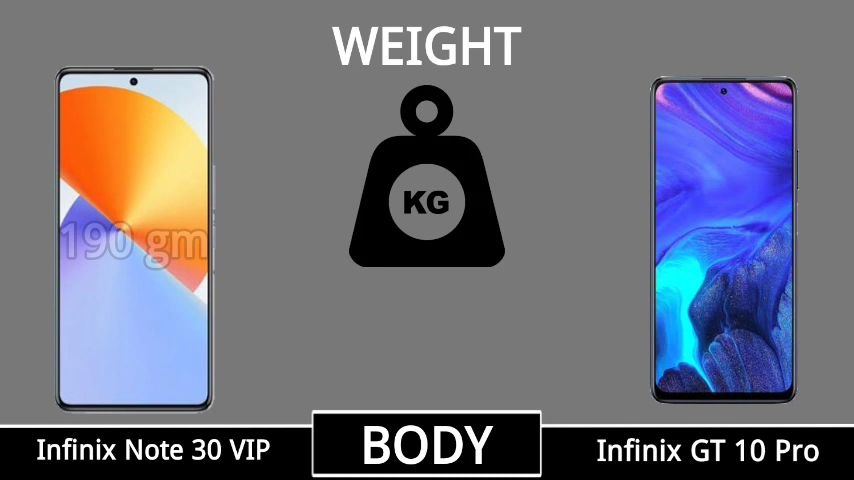 WEIGHT
KG
190 gm
Infinix Note 30 VIP
BODY
Infinix GT 10 Pro